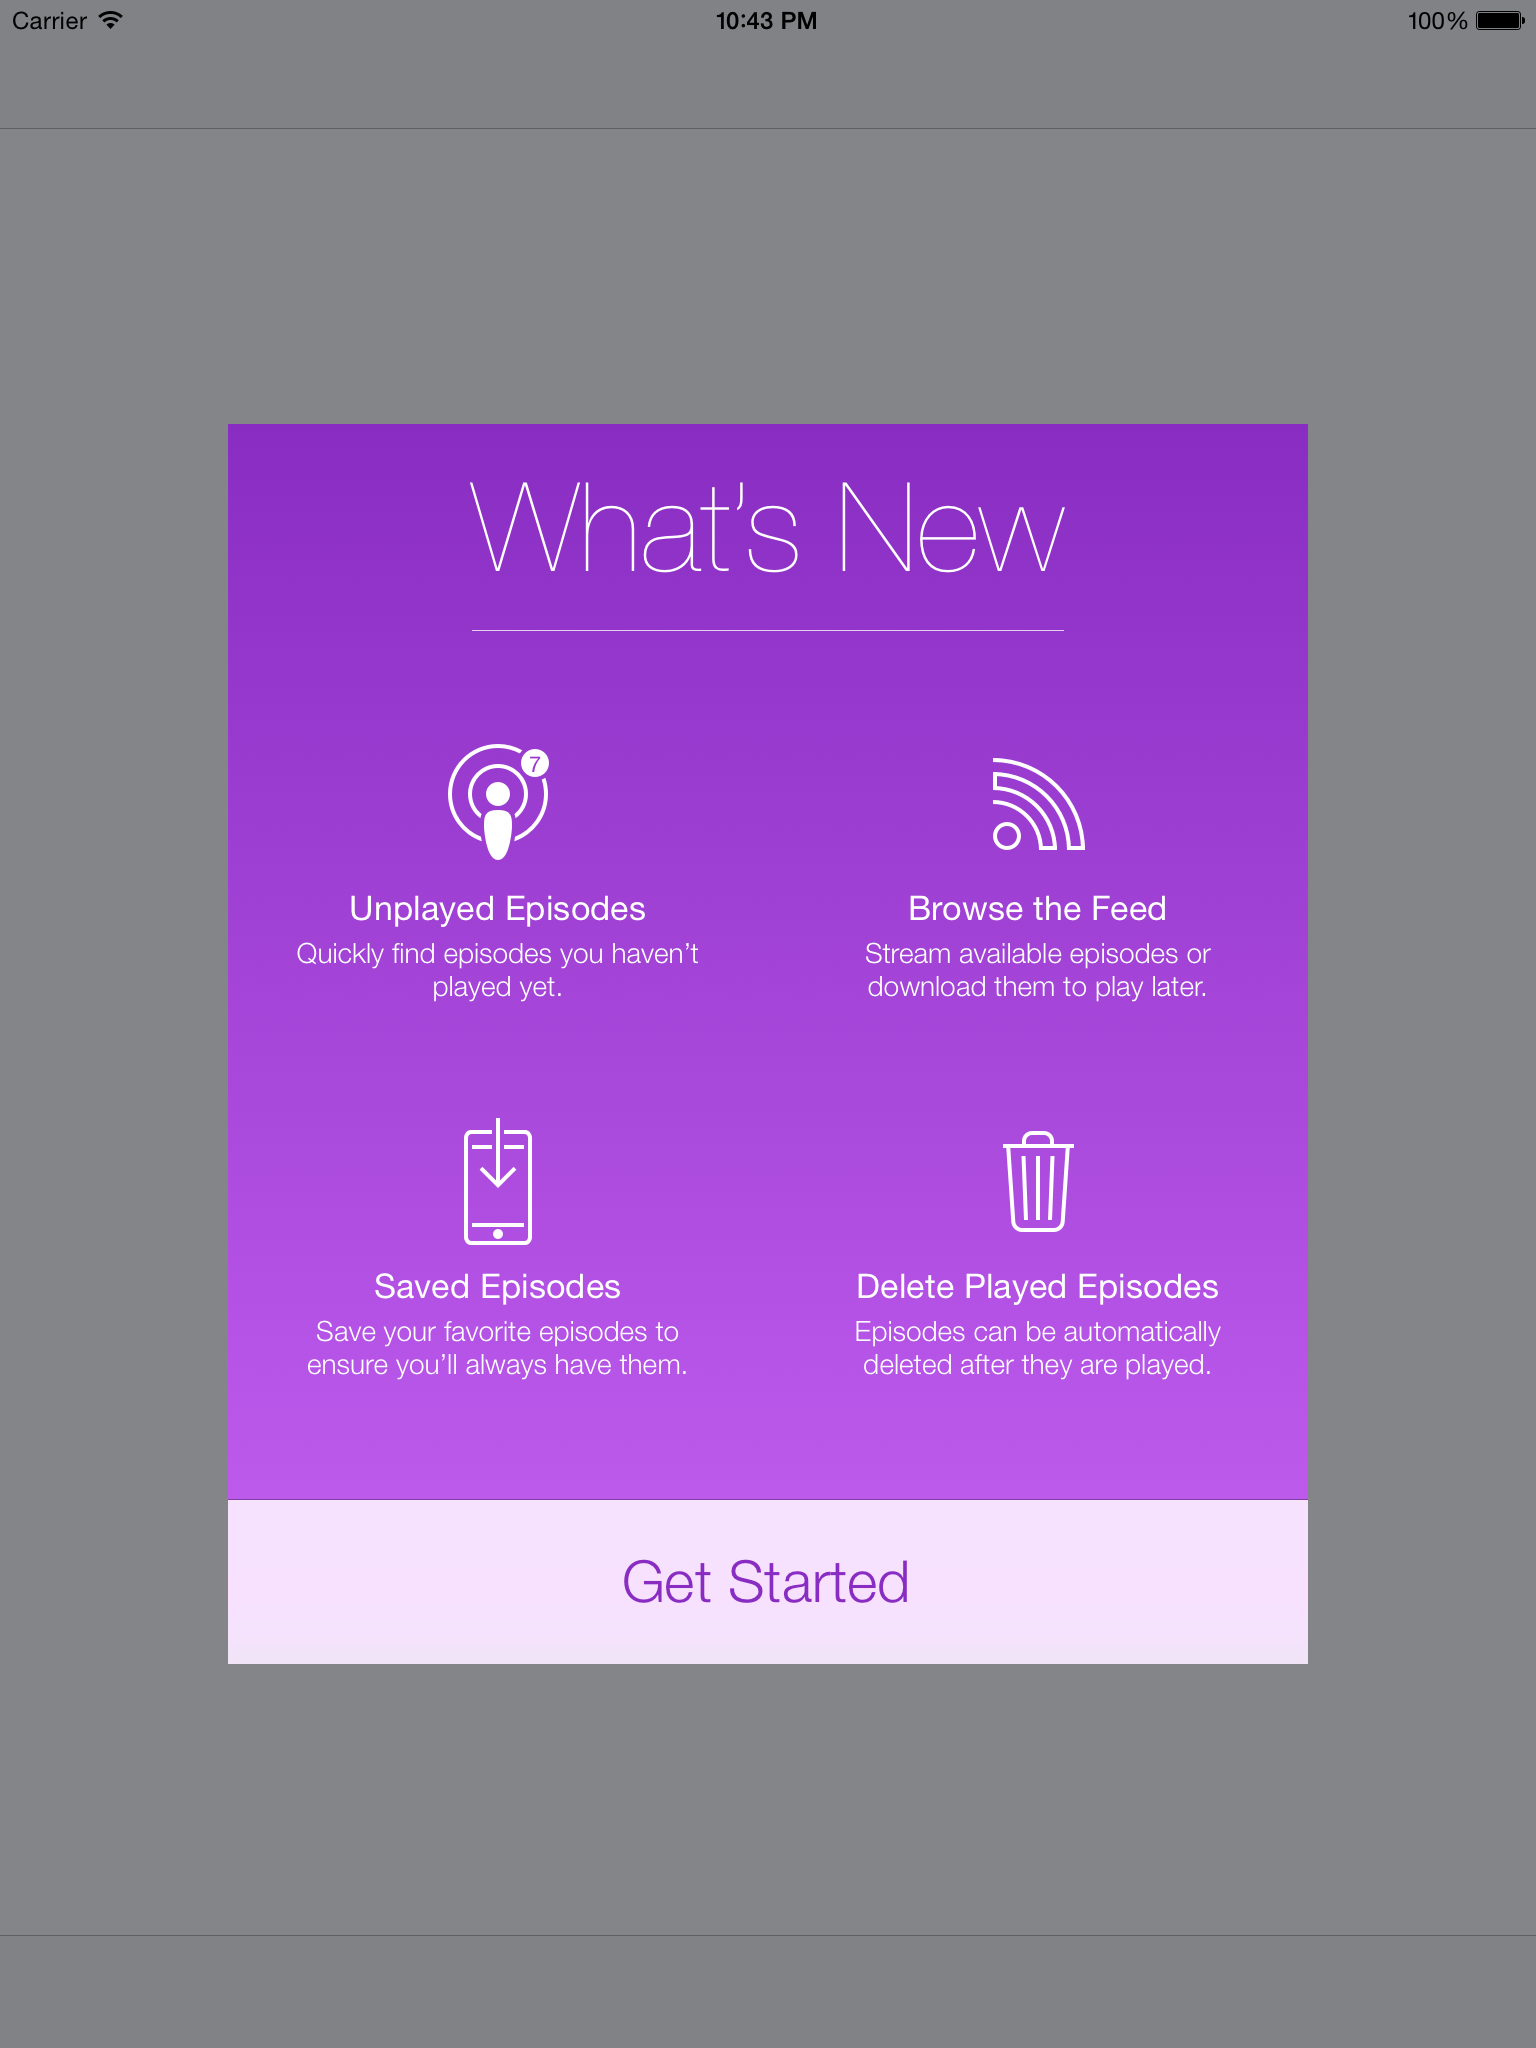 Carrier
10:43 PM
100%
What’s New
7
Unplayed Episodes
Quickly find episodes you haven’t
played yet.
Browse the Feed
Stream available episodes or
download them to play later.
Saved Episodes
Save your favorite episodes to
ensure you’ll always have them.
Delete Played Episodes
Episodes can be automatically
deleted after they are played.
Get Started